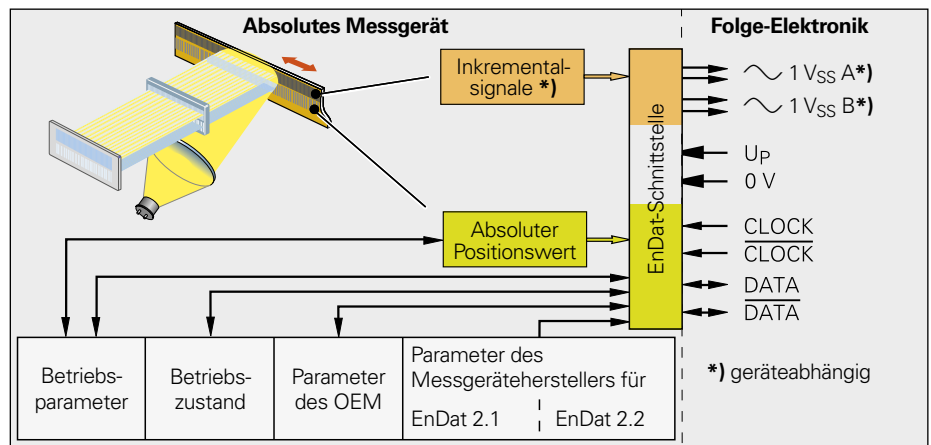 Absolutes Messgerät
Folge-Elektronik
Inkremental-
signale *)
EnDat-Schnittstelle
1 VSS A*)
1 VSS B*)
UP
0 V
Absoluter
Positionswert
CLOCK
CLOCK
DATA
DATA
Betriebs-
parameter
Betriebs-
zustand
Parameter
des OEM
Parameter des
Messgeräteherstellers für
EnDat 2.1
EnDat 2.2
*) geräteabhängig